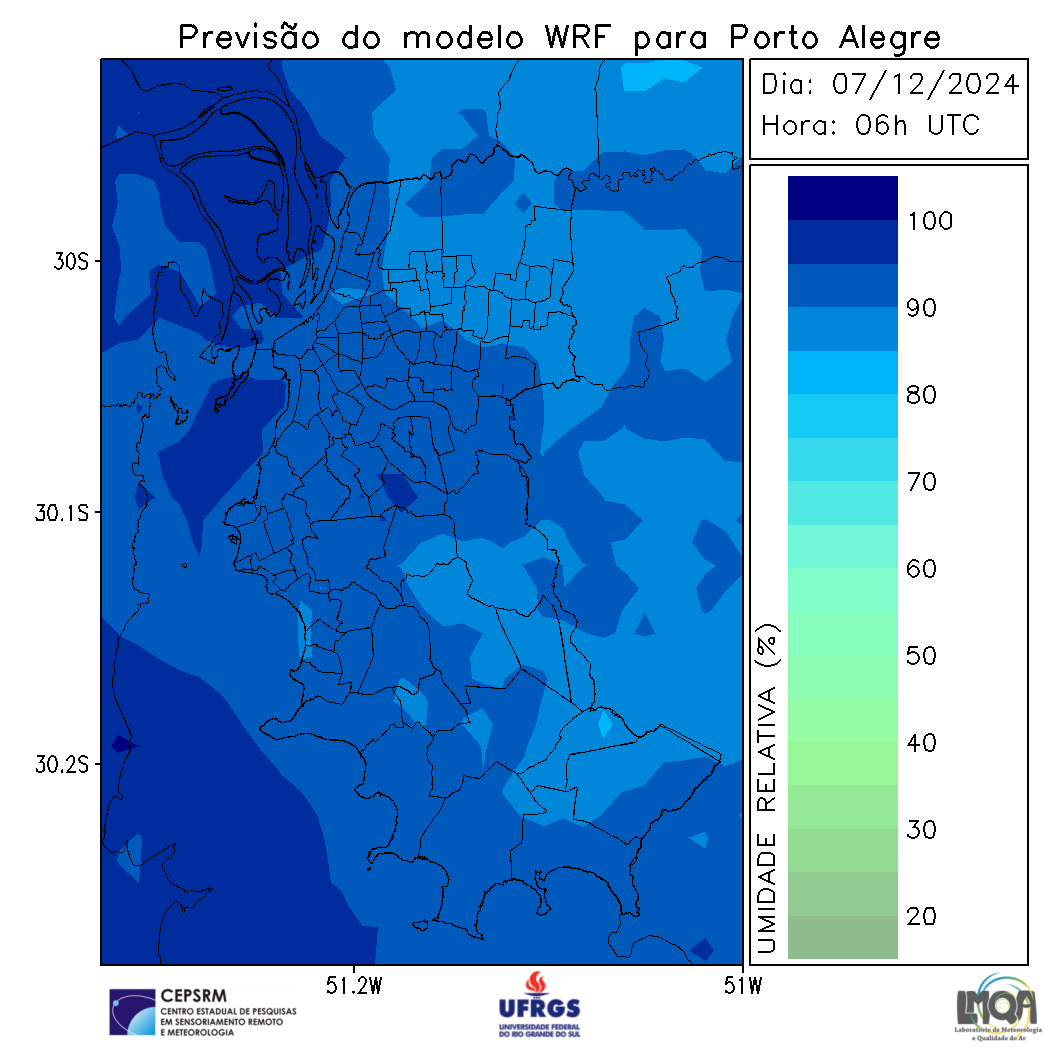 Previsão do modelo WRF para Porto Alegre
Dia: 07/12/2024
Hora: 06h UTC
100
90
80
70
60
50
40
30
20
UMIDADE RELATIVA (%)
30S
30.1S
30.2S
51.2W
51W
CEPSRM
CENTRO ESTADUAL DE PESQUISAS
EM SENSORIAMENTO REMOTO
E METEOROLOGIA
UFRGS
UNIVERSIDADE FEDERAL
DO RIO GRANDE DO SUL
LMQA
Laboratório de Meteorologia
e Qualidade do Ar